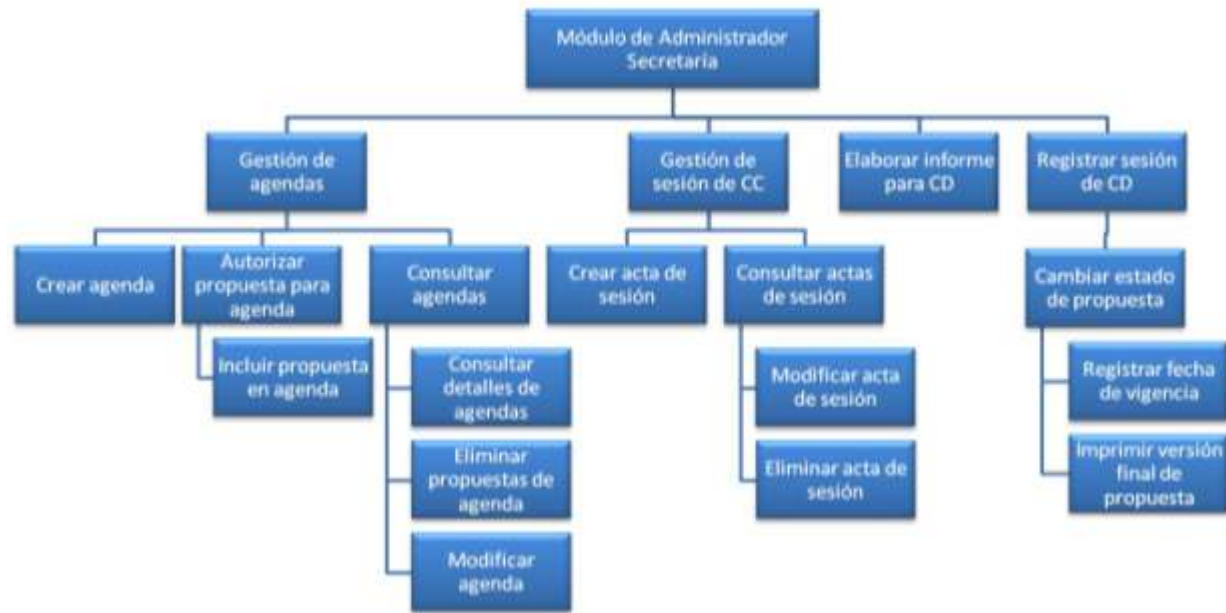 Módulo de Administrador
Secretaria
Gestión de
agendas
Gestión de
sesión de CC
Elaborar informe
para CD
Registrar sesión
de CD
Crear agenda
Autorizar
propuesta para
agenda
Consultar
agendas
Crear acta de
sesión
Consultar actas
de sesión
Cambiar estado
de propuesta
Incluir propuesta
en agenda
Consultar
detalles de
agendas
Modificar acta
de sesión
Registrar fecha
de vigencia
Eliminar
propuestas de
agenda
Eliminar acta de
sesión
Imprimir versión
final de
propuesta
Modificar
agenda